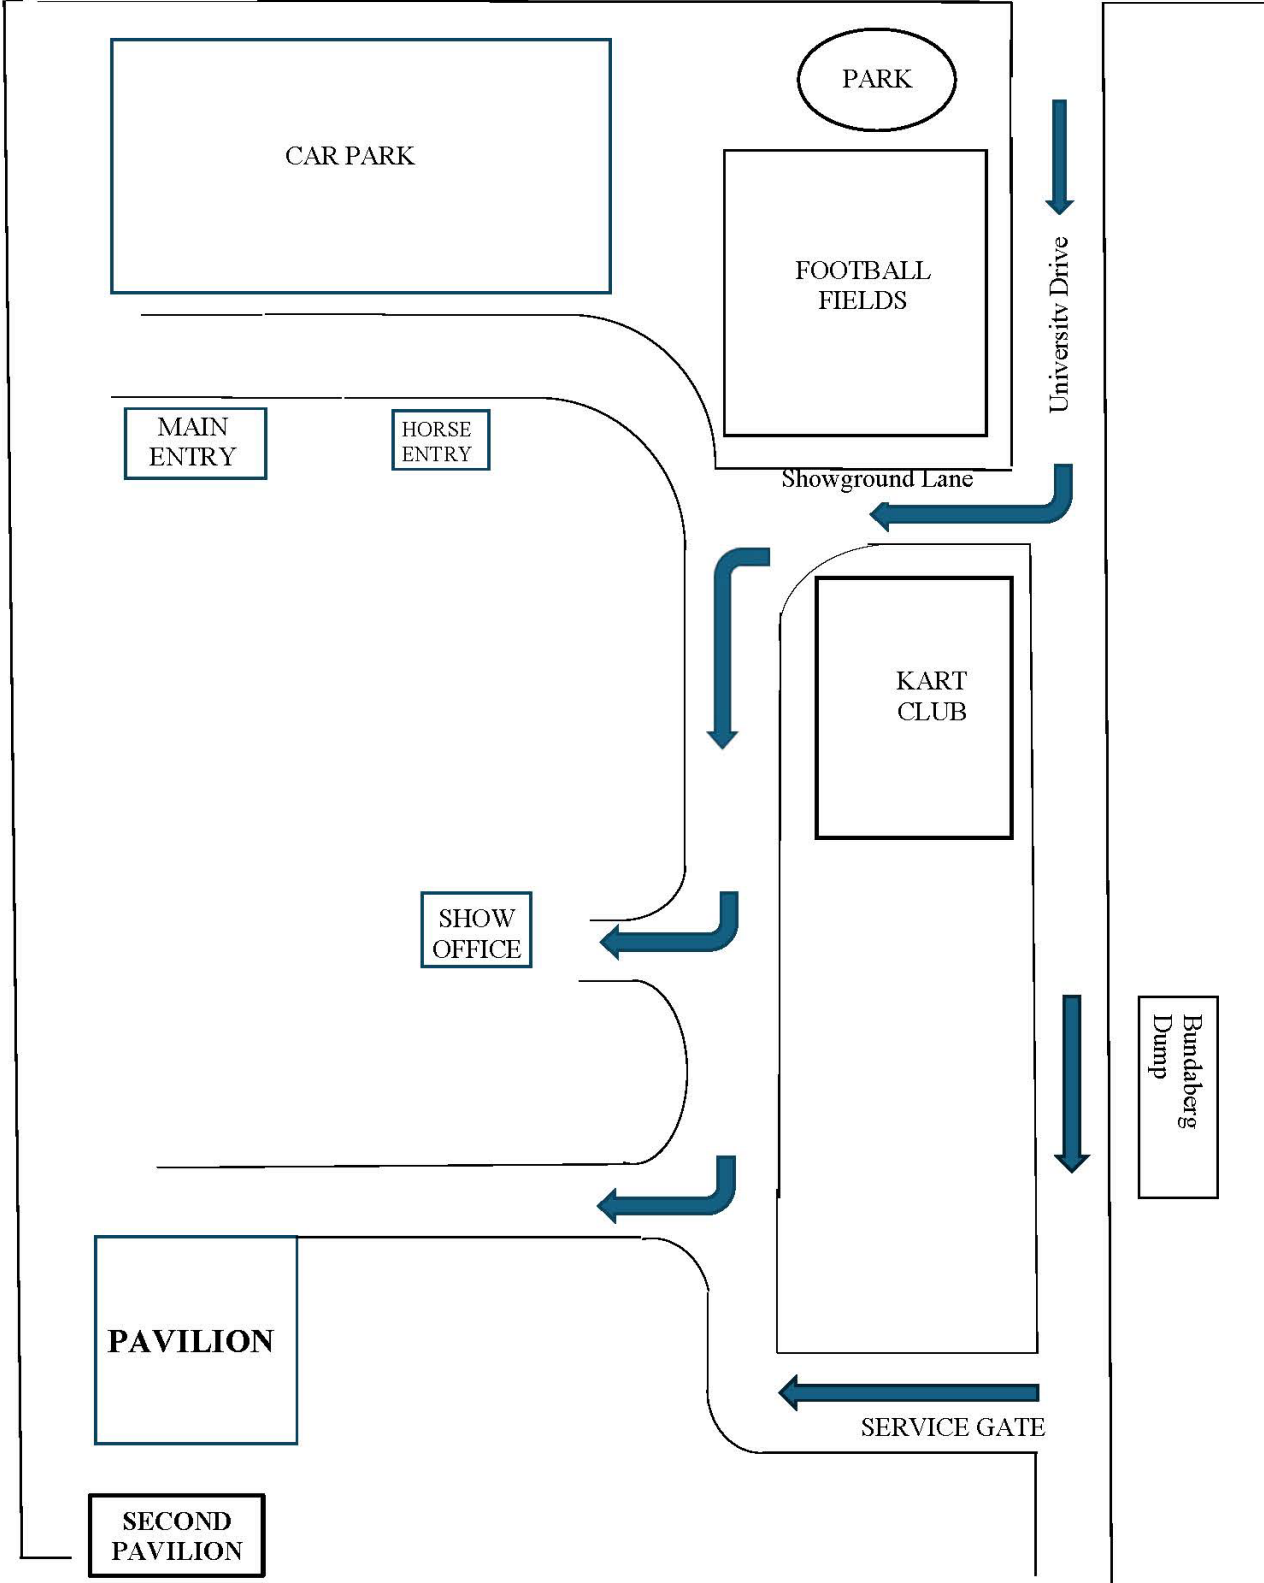 PARK
CAR PARK
FOOTBALL
FIELDS
University Drive
MAIN
ENTRY
HORSE
ENTRY
Showground Lane
KART
CLUB
SHOW
OFFICE
Bundaberg
Dump
PAVILION
SERVICE GATE
SECOND
PAVILION